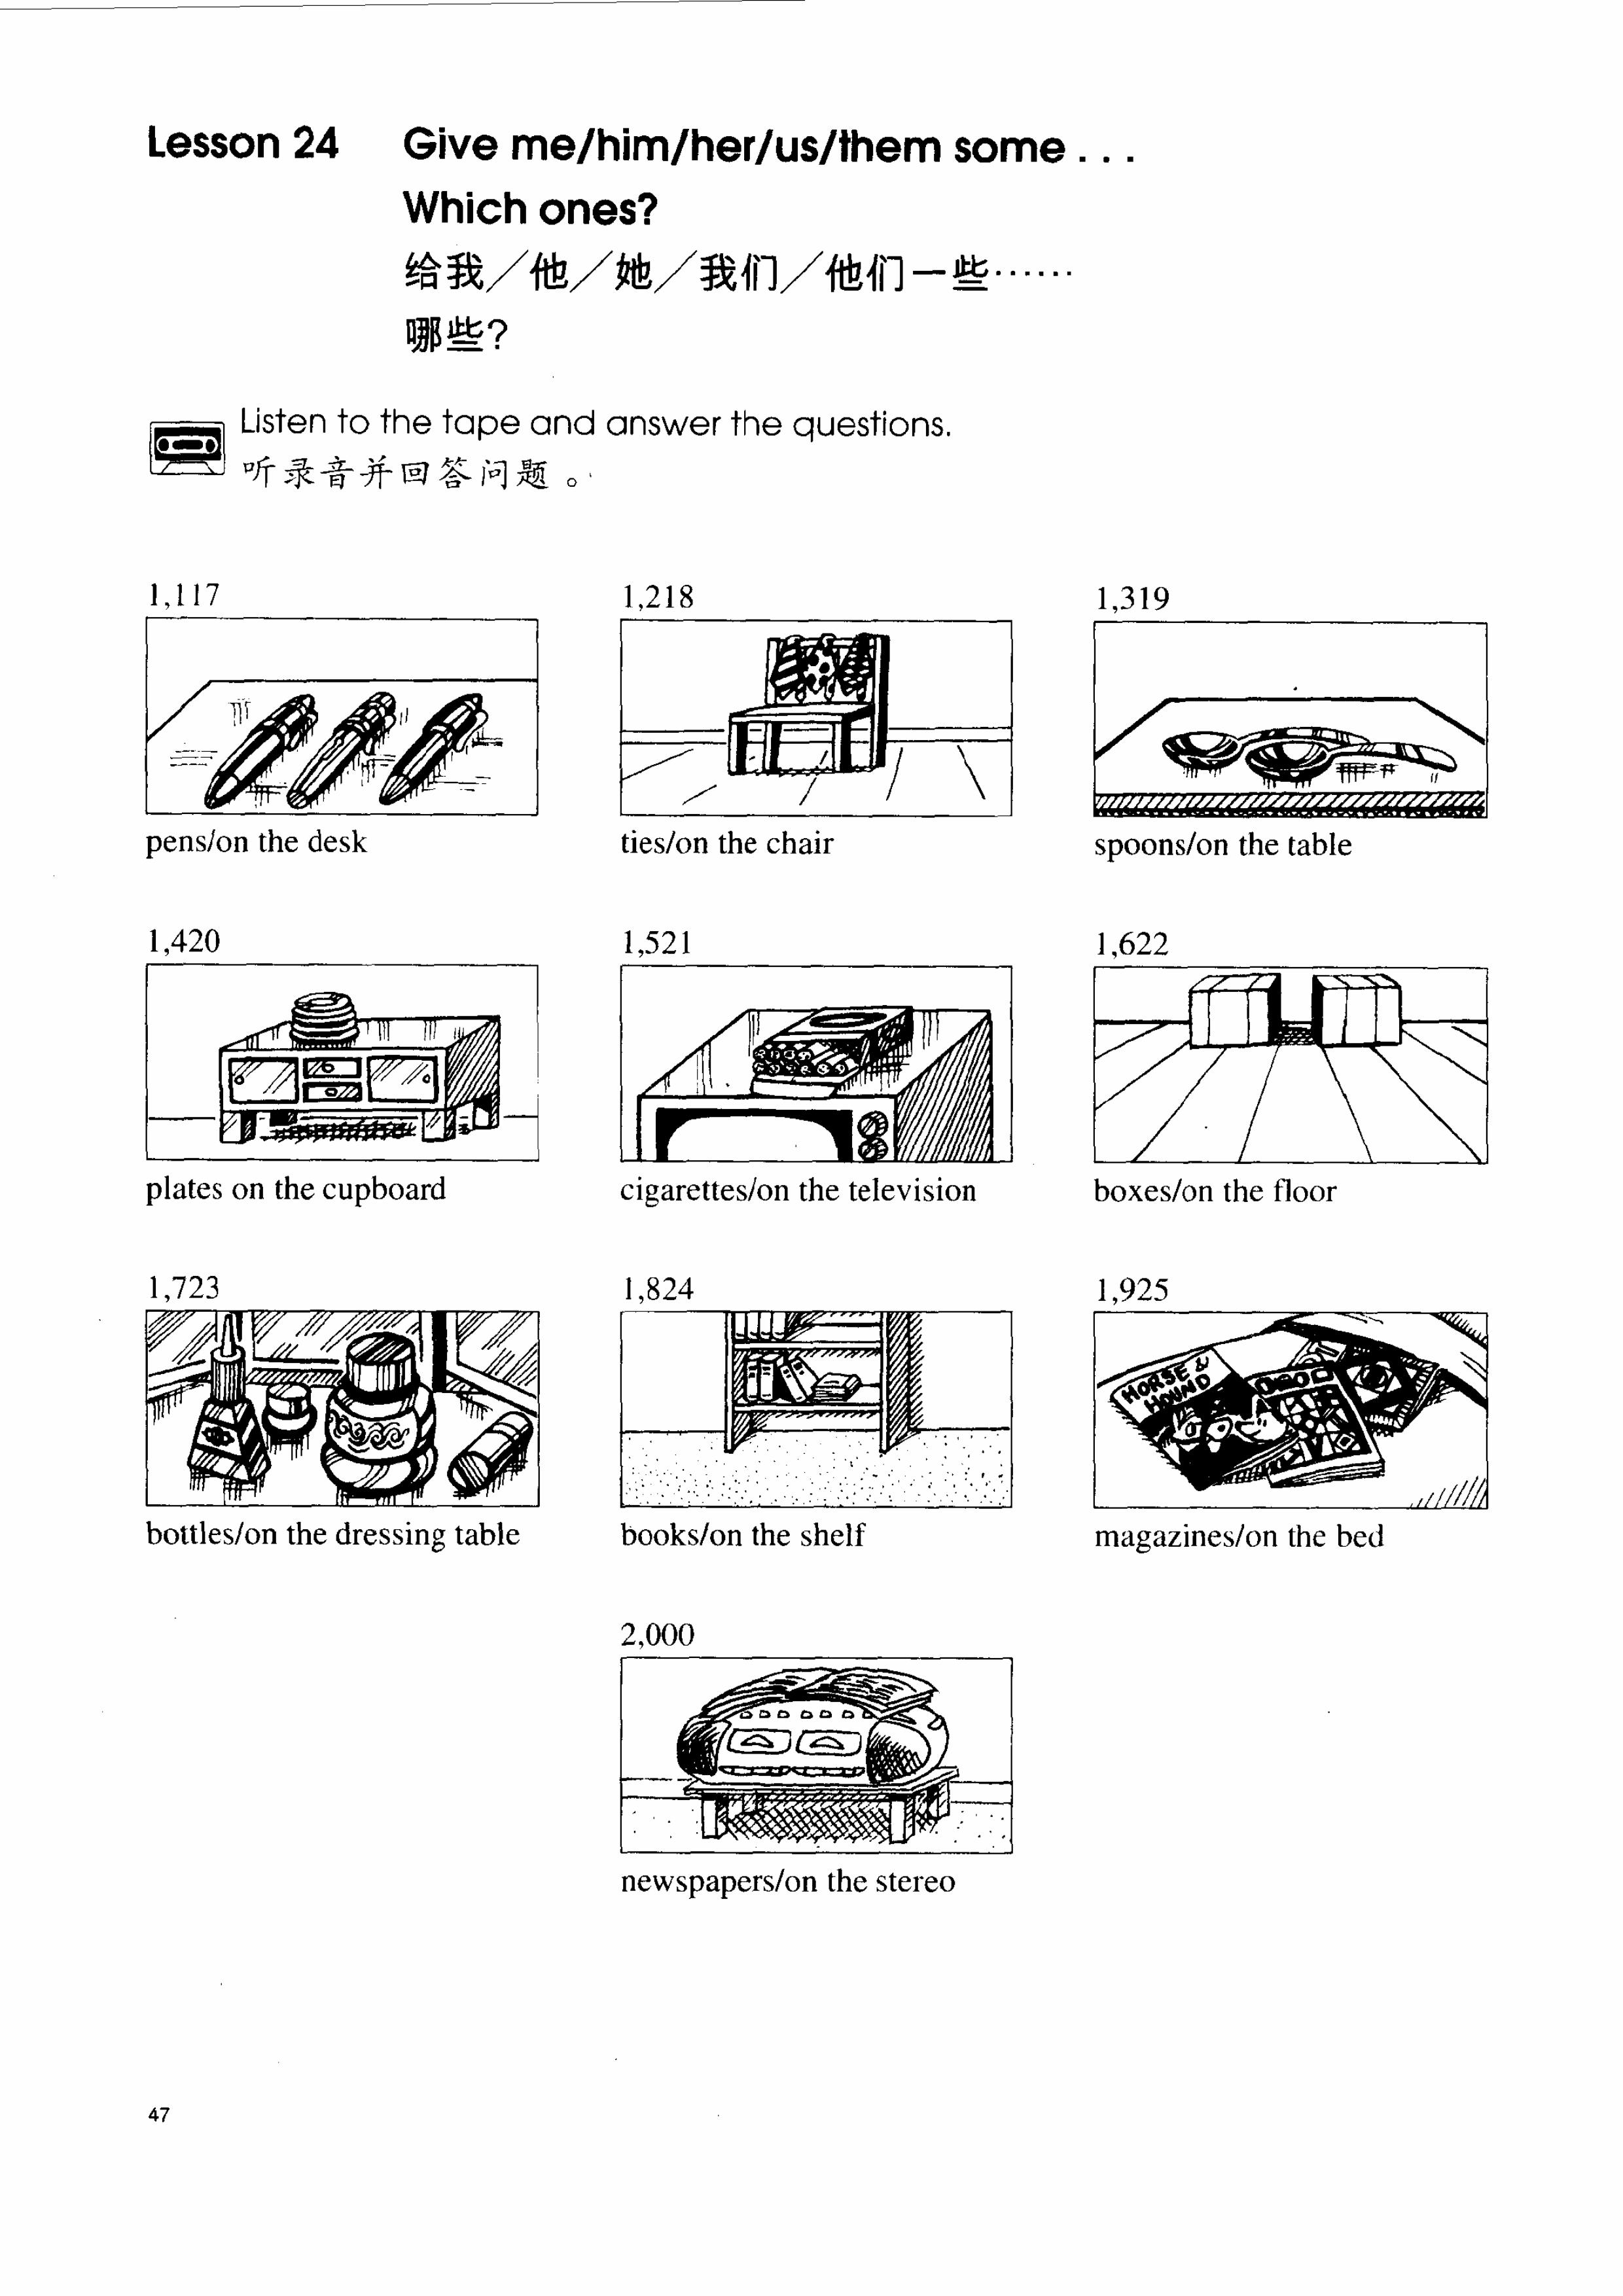 Lesson 24 Give me/him/her/us/them some . . .
Which ones?
给我／他／她／我们／他们一些……
哪些?
Listen to the tape and answer the questions.
听录音并回答问题。
1,117 1,218 1,319
pens/on the desk ties/on the chair spoons/on the table
1,420 1,521 1,622
plates on the cupboard cigarettes/on the television boxes/on the floor
1,723 1,824 1,925
HORSE &
HOUND
bottles/on the dressing table books/on the shelf magazines/on the bed
2,000
newspapers/on the stereo
47